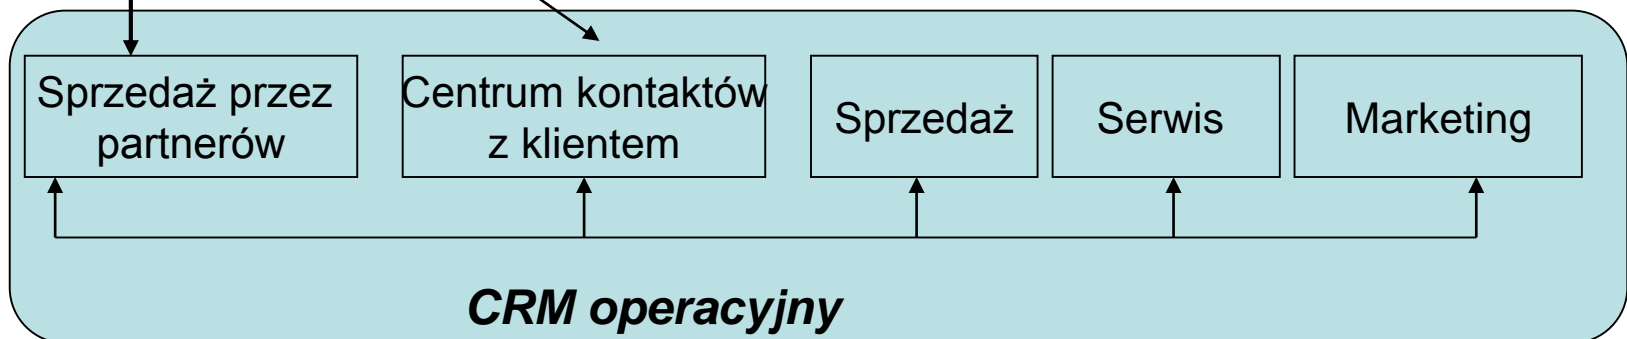 Sprzedaż przez
partnerów
Centrum kontaktów
z klientem
Sprzedaż
Serwis
Marketing
CRM operacyjny